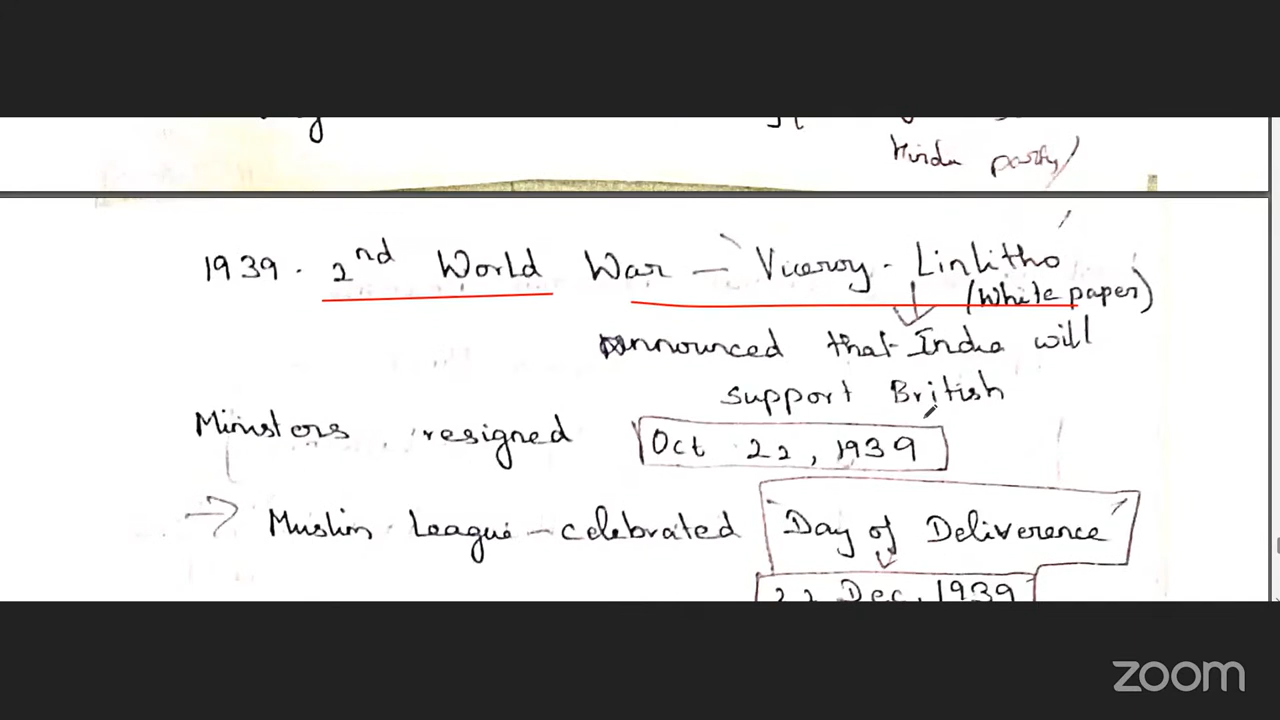 Hindu party)
1939. 2nd World War – Viceroy - Linlitho
(White paper)
announced that India will
support British
Ministers resigned Oct 22, 1939
→ Muslim League – celebrated Day of Deliverence
22 Dec, 1939
zoom